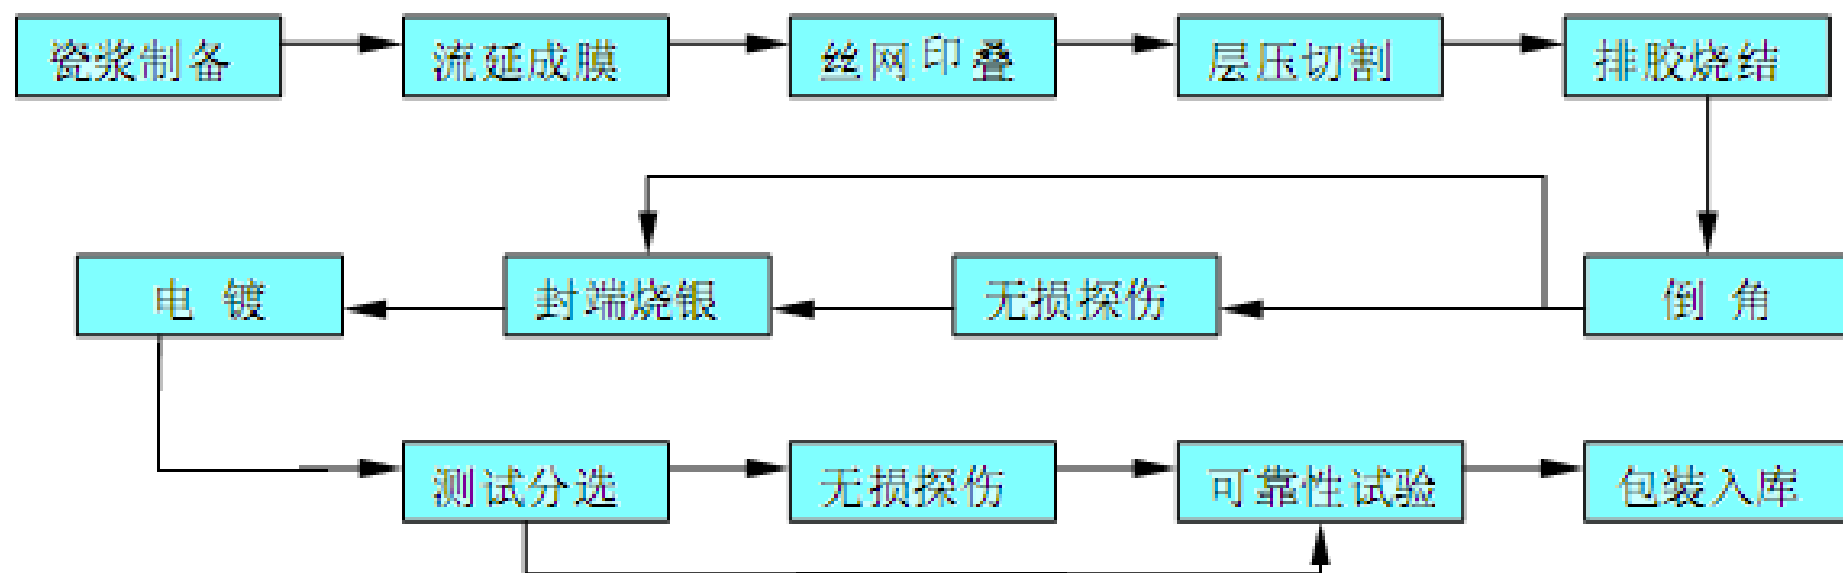 瓷浆制备 流延成膜 丝网印叠 层压切割 排胶烧结
电 镀 封端烧银 无损探伤 倒 角
测试分选 无损探伤 可靠性试验 包装入库